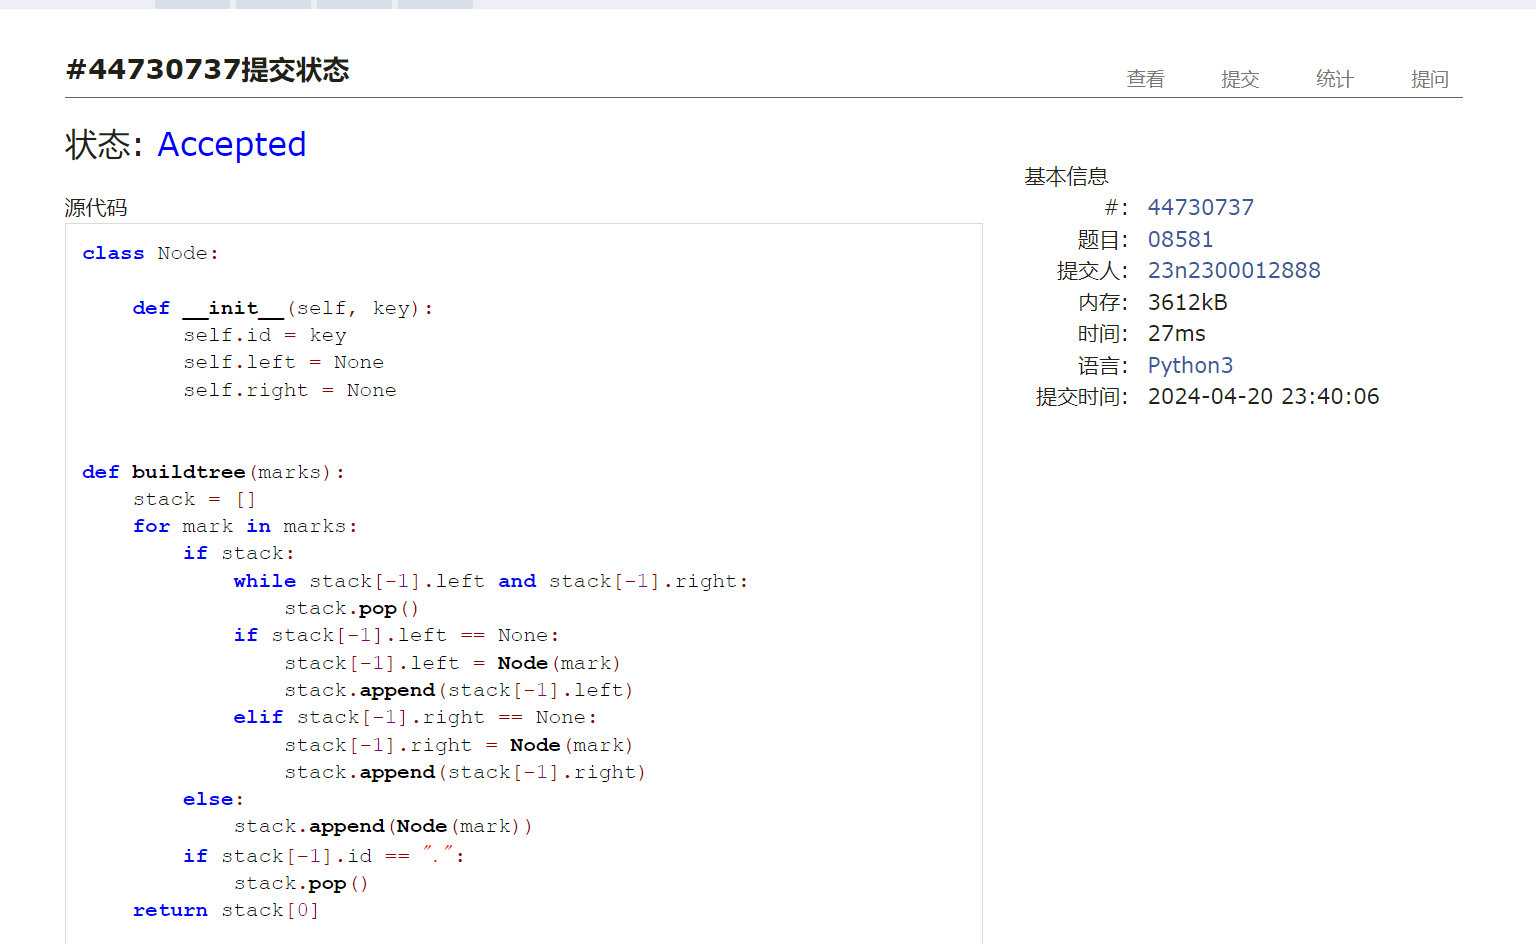 #44730737提交状态
查看 提交 统计 提问
状态: Accepted
源代码
class Node:
def __init__(self, key):
self.id = key
self.left = None
self.right = None
def buildtree(marks):
stack = []
for mark in marks:
if stack:
while stack[-1].left and stack[-1].right:
stack.pop()
if stack[-1].left == None:
stack[-1].left = Node(mark)
stack.append(stack[-1].left)
elif stack[-1].right == None:
stack[-1].right = Node(mark)
stack.append(stack[-1].right)
else:
stack.append(Node(mark))
if stack[-1].id == ".":
stack.pop()
return stack[0]
基本信息
#: 44730737
题目: 08581
提交人: 23n2300012888
内存: 3612kB
时间: 27ms
语言: Python3
提交时间: 2024-04-20 23:40:06